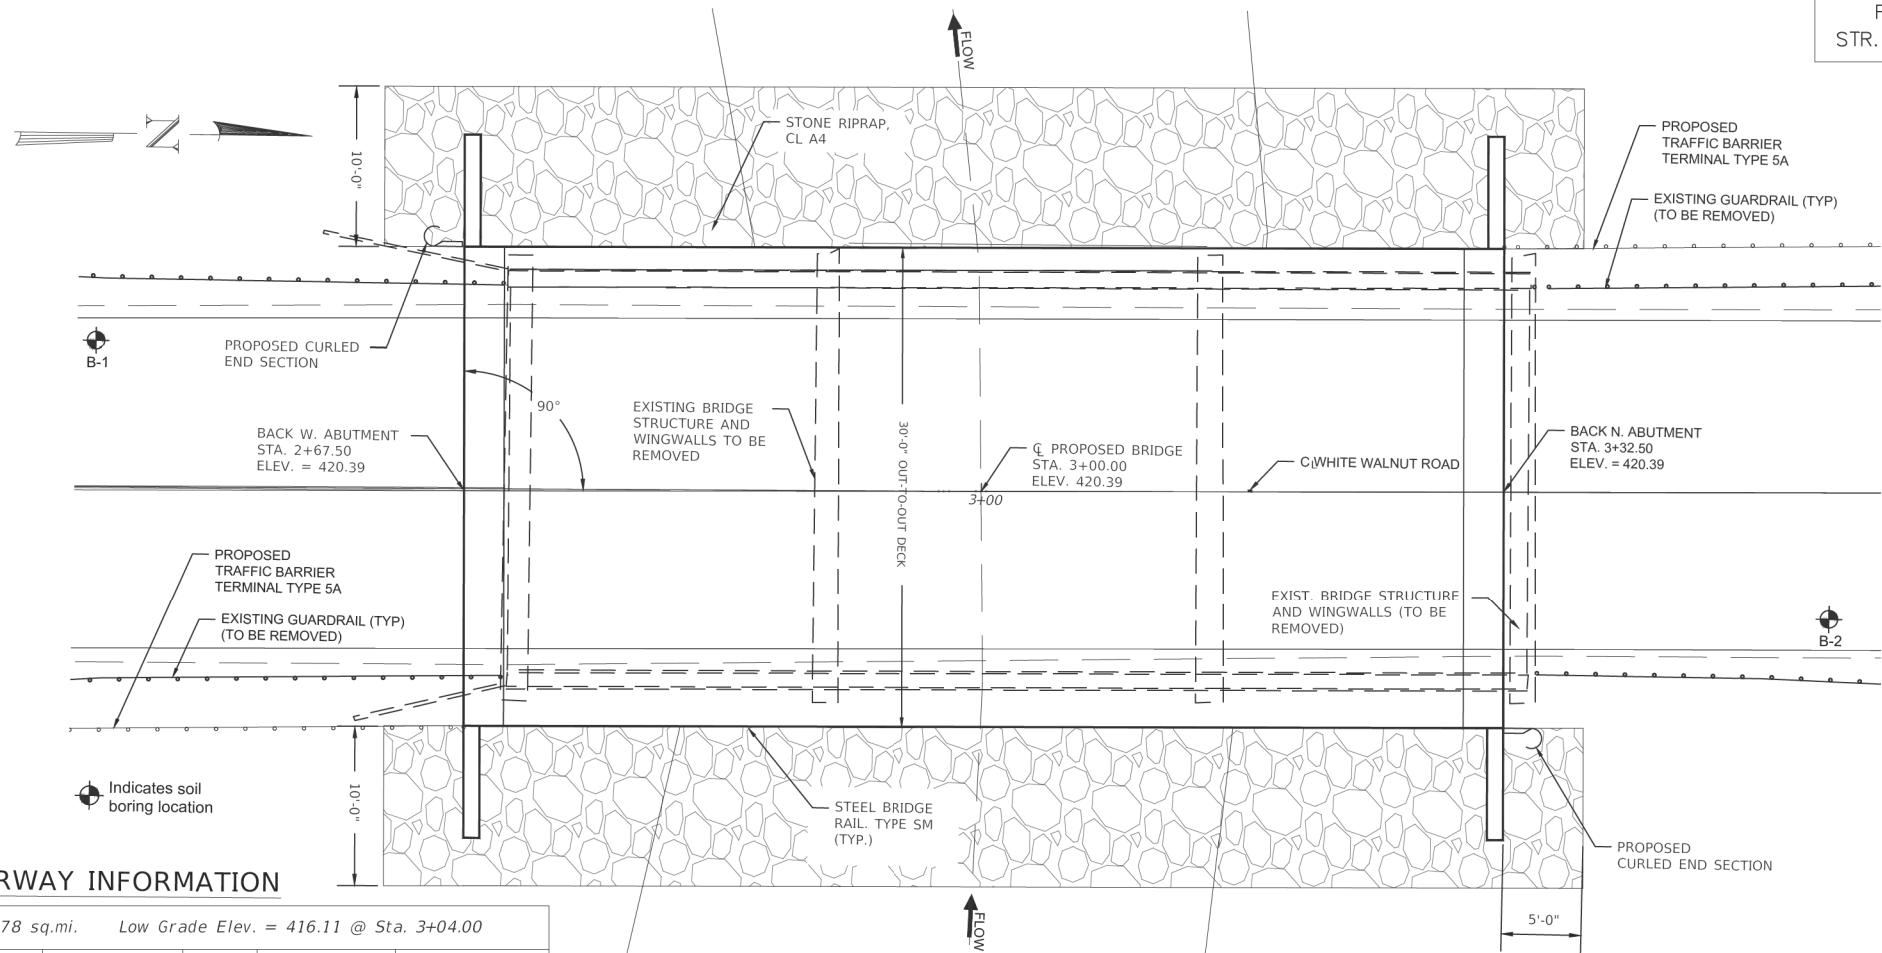 FLOW
STR.
N
10'-0"
STONE RIPRAP,
CL A4
PROPOSED
TRAFFIC BARRIER
TERMINAL TYPE 5A
EXISTING GUARDRAIL (TYP)
(TO BE REMOVED)
B-1
PROPOSED CURLED
END SECTION
90°
EXISTING BRIDGE
STRUCTURE AND
WINGWALLS TO BE
REMOVED
BACK W. ABUTMENT
STA. 2+67.50
ELEV. = 420.39
30'-0" OUT-TO-OUT DECK
℄ PROPOSED BRIDGE
STA. 3+00.00
ELEV. 420.39
3+00
CL WHITE WALNUT ROAD
BACK N. ABUTMENT
STA. 3+32.50
ELEV. = 420.39
PROPOSED
TRAFFIC BARRIER
TERMINAL TYPE 5A
EXISTING GUARDRAIL (TYP)
(TO BE REMOVED)
EXIST. BRIDGE STRUCTURE
AND WINGWALLS (TO BE
REMOVED)
B-2
Indicates soil
boring location
10'-0"
STEEL BRIDGE
RAIL. TYPE SM
(TYP.)
PROPOSED
CURLED END SECTION
RWAY INFORMATION
78 sq.mi. Low Grade Elev. = 416.11 @ Sta. 3+04.00
FLOW
5'-0"